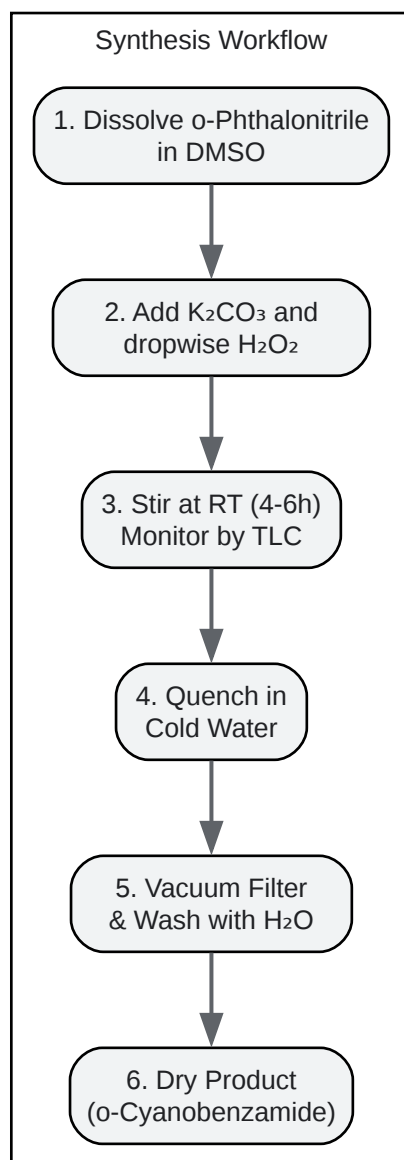 Synthesis Workflow
1. Dissolve o-Phthalonitrile
in DMSO
2. Add K₂CO₃ and
dropwise H₂O₂
3. Stir at RT (4-6h)
Monitor by TLC
4. Quench in
Cold Water
5. Vacuum Filter
& Wash with H₂O
6. Dry Product
(o-Cyanobenzamide)